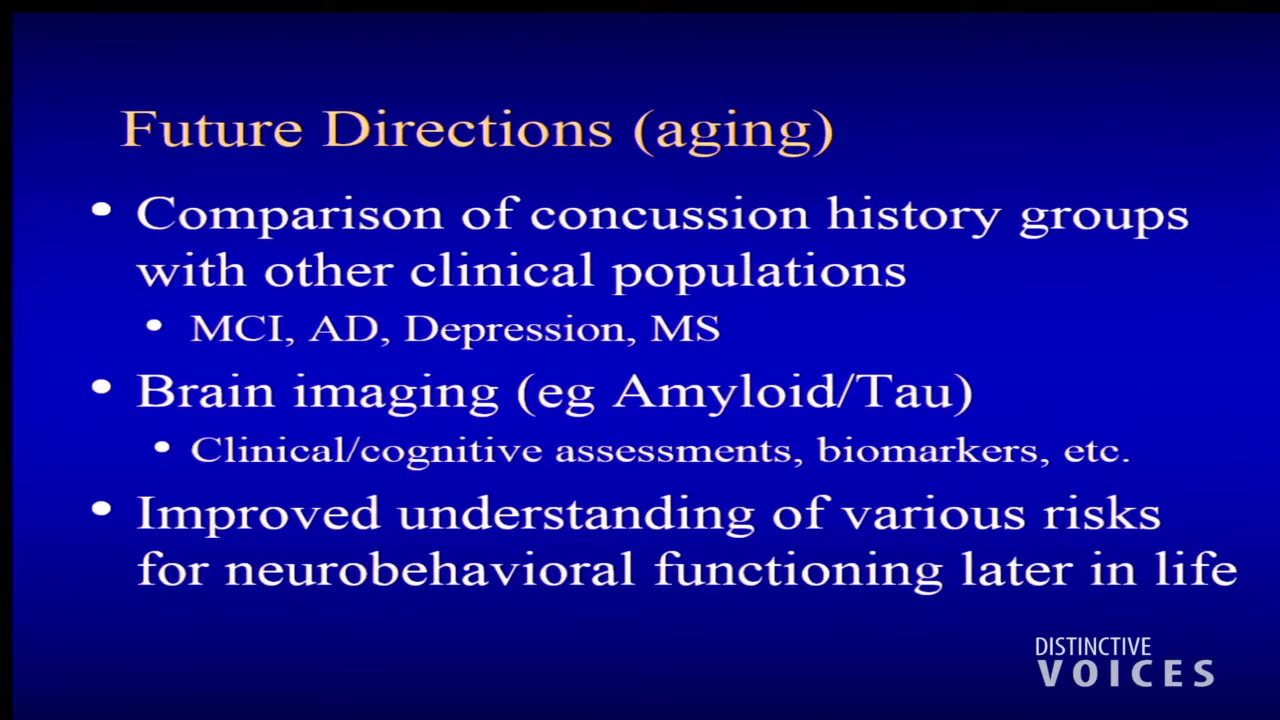 Future Directions (aging)
• Comparison of concussion history groups
with other clinical populations
• MCI, AD, Depression, MS
• Brain imaging (eg Amyloid/Tau)
• Clinical/cognitive assessments, biomarkers, etc.
• Improved understanding of various risks
for neurobehavioral functioning later in life
DISTINCTIVE
VOICES